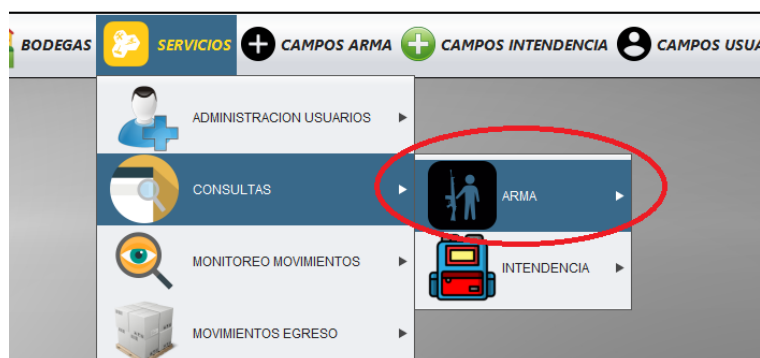 BODEGAS SERVICIOS CAMPOS ARMA CAMPOS INTENDENCIA CAMPOS USUA
ADMINISTRACION USUARIOS
CONSULTAS
ARMA
MONITOREO MOVIMIENTOS
INTENDENCIA
MOVIMIENTOS EGRESO